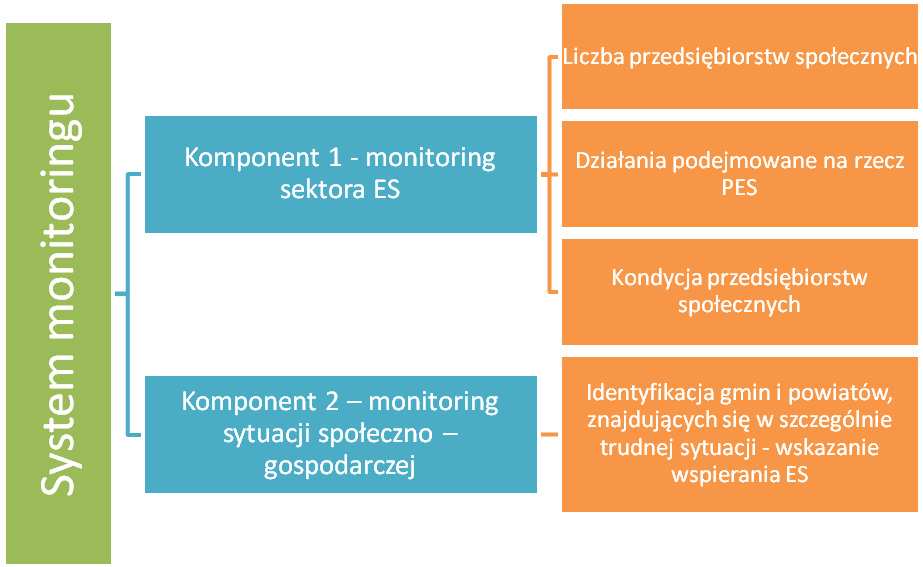 System monitoringu
Komponent 1 - monitoring
sektora ES
Liczba przedsiębiorstw społecznych
Działania podejmowane na rzecz
PES
Kondycja przedsiębiorstw
społecznych
Komponent 2 – monitoring
sytuacji społeczno –
gospodarczej
Identyfikacja gmin i powiatów,
znajdujących się w szczególnie
trudnej sytuacji - wskazanie
wspierania ES